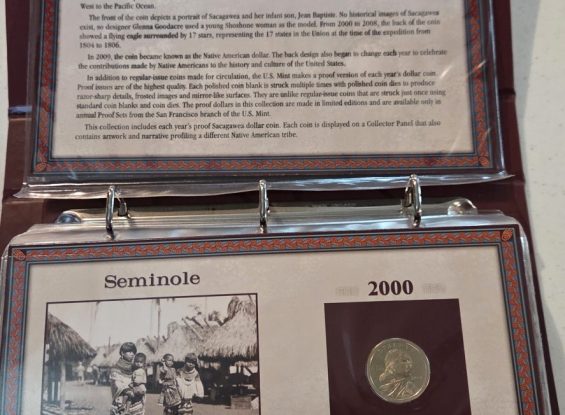 West to the Pacific Ocean.
The front of the coin depicts a portrait of Sacagawea and her infant son, Jean Baptiste. No historical images of Sacagawea
exist, so designer Glenna Goodacre used a young Shoshone woman as the model. From 2000 to 2008, the back of the coin
showed a flying eagle surrounded by 17 stars, representing the 17 states in the Union at the time of the expedition from
1804 to 1806.
In 2009, the coin became known as the Native American dollar. The back design also began to change each year to celebrate
the contributions made by Native Americans to the history and culture of the United States.
In addition to regular-issue coins made for circulation, the U.S. Mint makes a proof version of each year's dollar coin.
Proof issues are of the highest quality. Each polished coin blank is struck multiple times with polished coin dies to produce
razor-sharp details, frosted images and mirror-like surfaces. They are unlike regular-issue coins that are struck just once using
standard coin blanks and coin dies. The proof dollars in this collection are made in limited editions and are available only in
annual Proof Sets from the San Francisco branch of the U.S. Mint.
This collection includes each year's proof Sacagawea dollar coin. Each coin is displayed on a Collector Panel that also
contains artwork and narrative profiling a different Native American tribe.
Seminole
2000